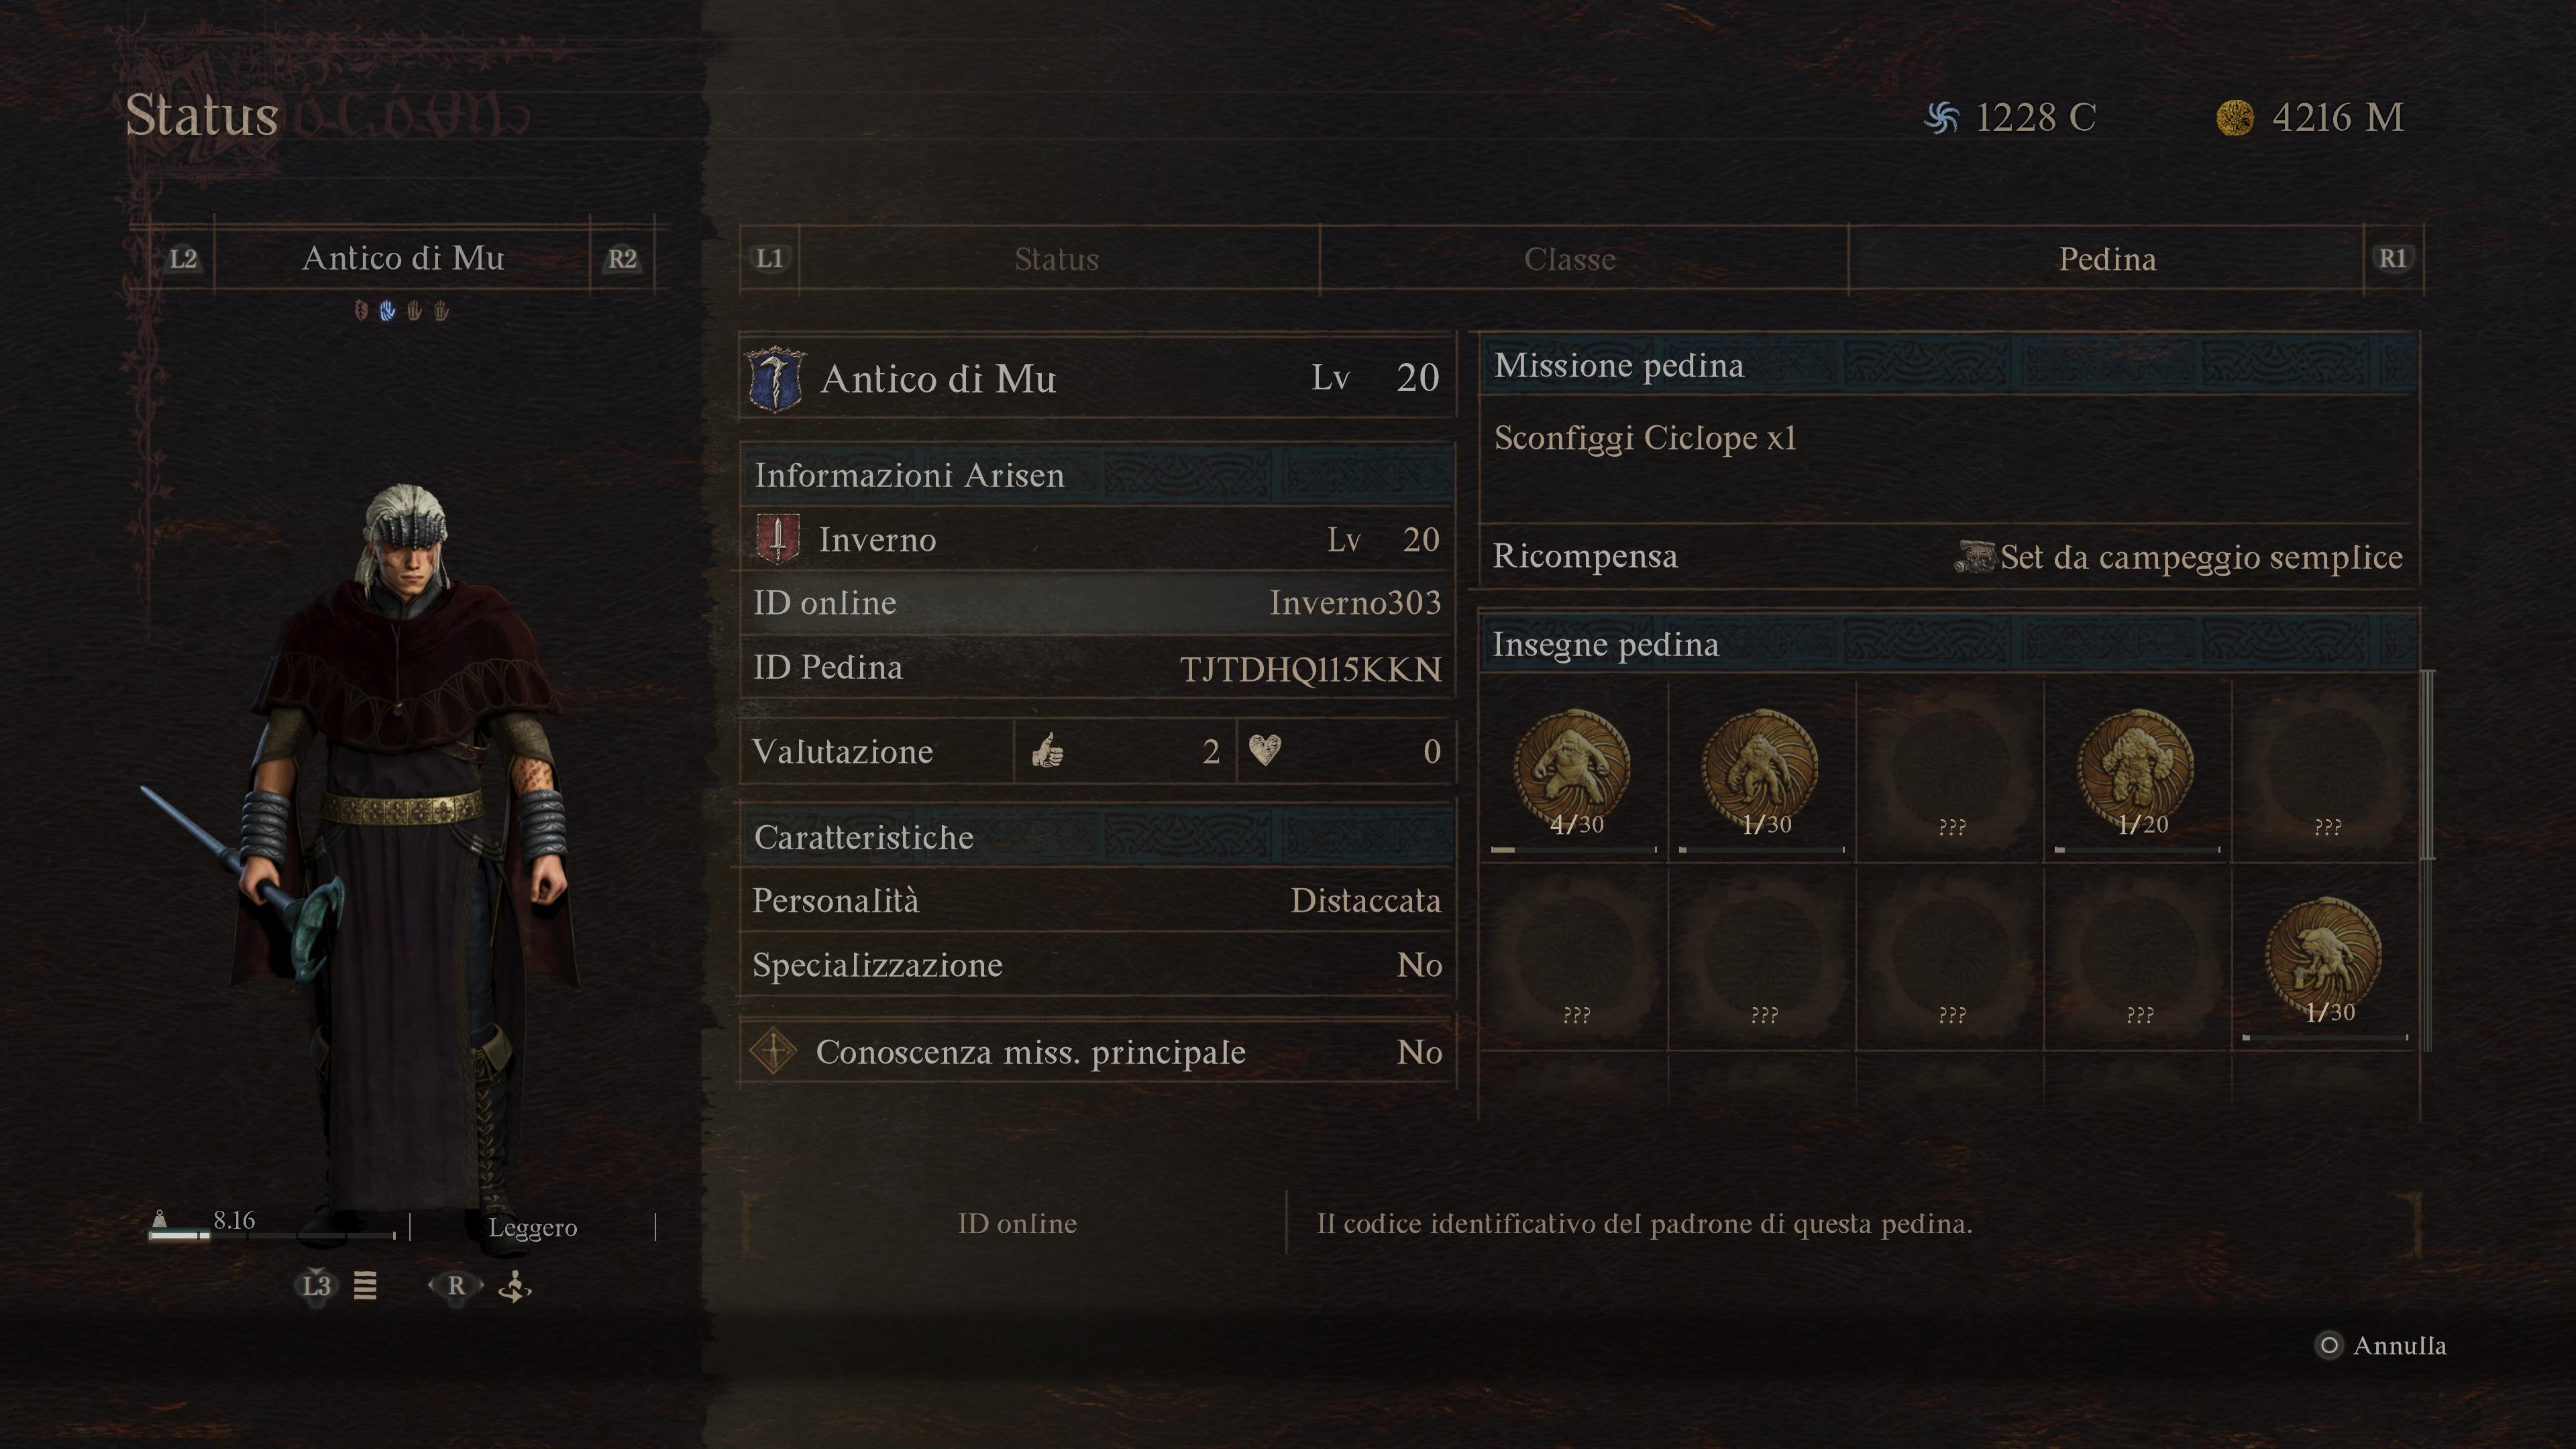 Status
1228 C
4216 M
L2
Antico di Mu
R2
L1
Status
Classe
Pedina
R1
Antico di Mu
Lv 20
Informazioni Arisen
Inverno
Lv 20
ID online
Inverno303
ID Pedina
TJTDHQ115KKN
Valutazione
2
0
Caratteristiche
Personalità
Distaccata
Specializzazione
No
Conoscenza miss. principale
No
Missione pedina
Sconfiggi Ciclope x1
Ricompensa
Set da campeggio semplice
Insegne pedina
4/30
1/30
???
1/20
???
???
???
???
???
1/30
8.16
Leggero
L3
R
ID online
Il codice identificativo del padrone di questa pedina.
Annulla